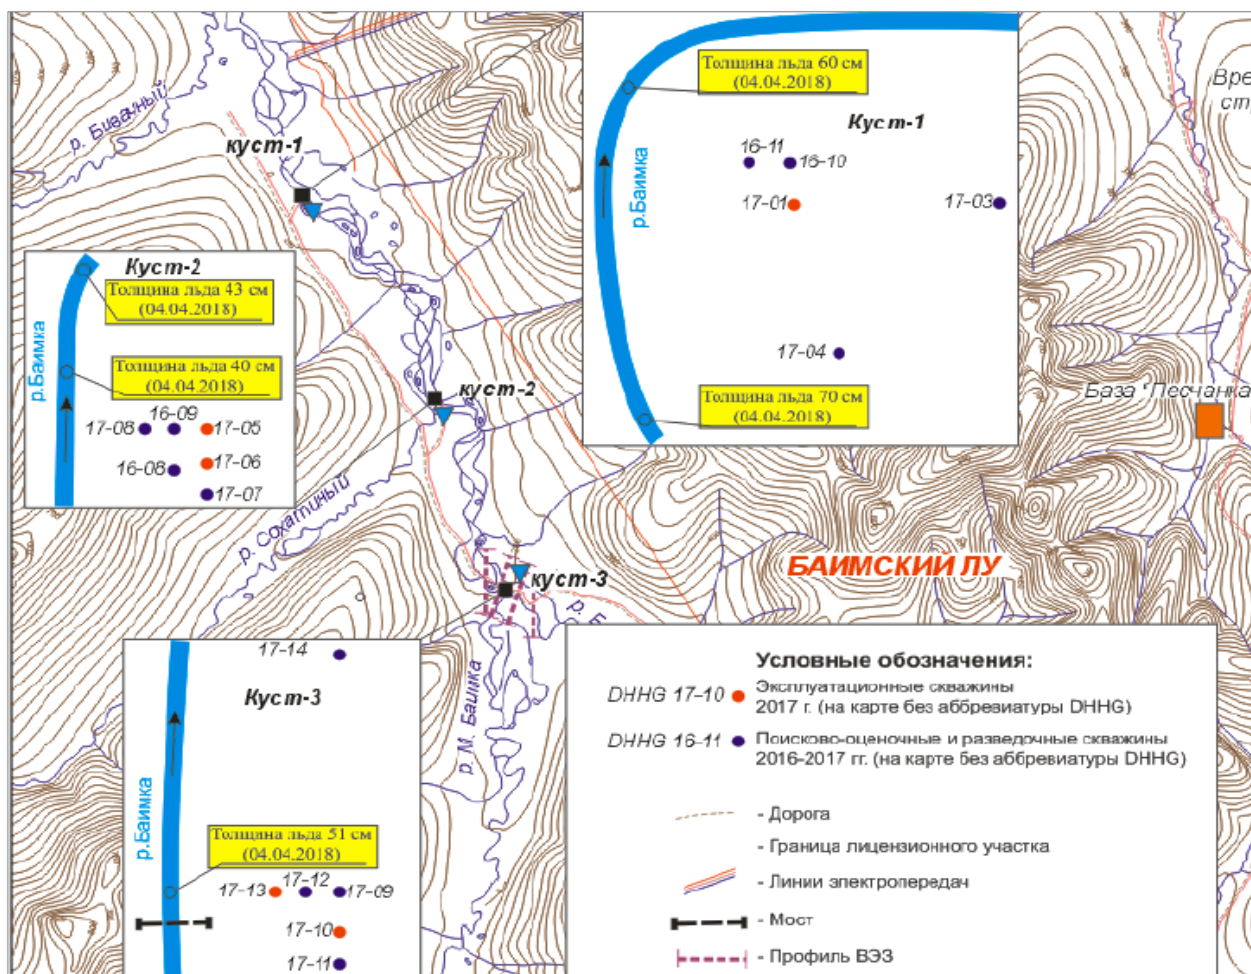 р. Бивачный
куст-1
Толщина льда 60 см
(04.04.2018)
Куст-1
16-11
16-10
17-01
17-03
р.Баимка
17-04
Толщина льда 70 см
(04.04.2018)
Куст-2
Толщина льда 43 см
(04.04.2018)
р.Баимка
Толщина льда 40 см
(04.04.2018)
16-09
17-08
17-05
16-08
17-06
17-07
куст-2
База "Песчанка
р. Сохатиный
БАИМСКИЙ ЛУ
куст-3
р. М. Баимка
17-14
Куст-3
р.Баимка
Толщина льда 51 см
(04.04.2018)
17-13
17-12
17-09
17-10
17-11
Условные обозначения:
DHHG 17-10
Эксплуатационные скважины
2017 г. (на карте без аббревиатуры DHHG)
DHHG 16-11
Поисково-оценочные и разведочные скважины
2016-2017 гг. (на карте без аббревиатуры DHHG)
- Дорога
- Граница лицензионного участка
- Линии электропередач
- Мост
- Профиль ВЭЗ